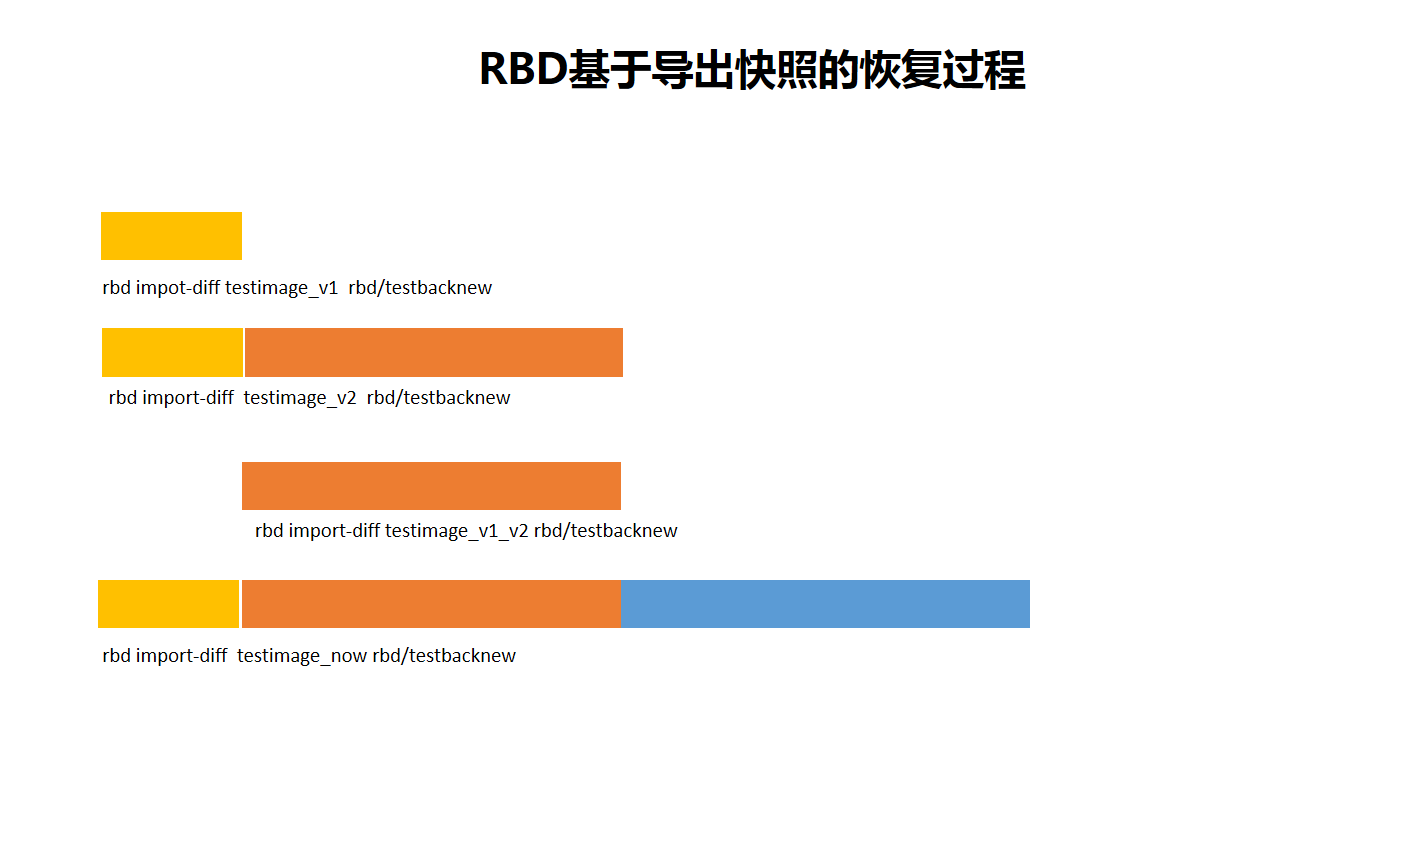 RBD基于导出快照的恢复过程
rbd impot-diff testimage_v1  rbd/testbacknew
rbd import-diff  testimage_v2  rbd/testbacknew
rbd import-diff testimage_v1_v2 rbd/testbacknew
rbd import-diff  testimage_now rbd/testbacknew